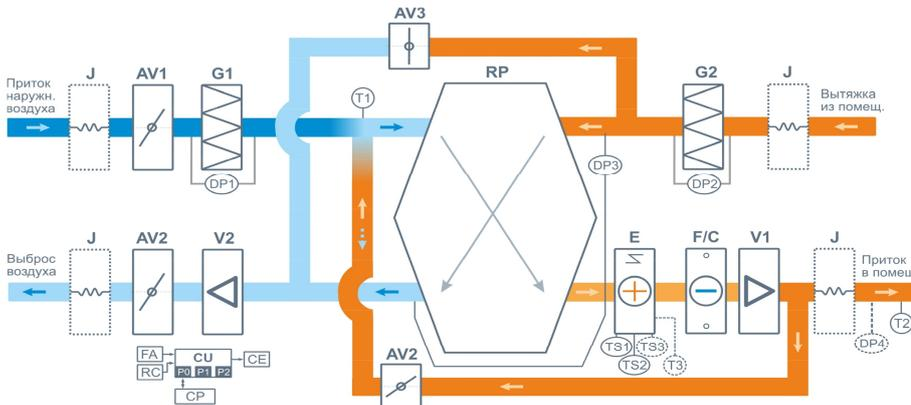 AV3
J
AV1
G1
RP
G2
J
Приток
наружн.
воздуха
T1
Вытяжка
из помещ.
DP1
DP3
DP2
Выброс
воздуха
J
AV2
V2
E
F/C
V1
J
Приток
в помещ
TS1
TS3
TS2
T3
DP4
T2
FA
RC
CU
P0 P1 P2
CE
CP
AV2